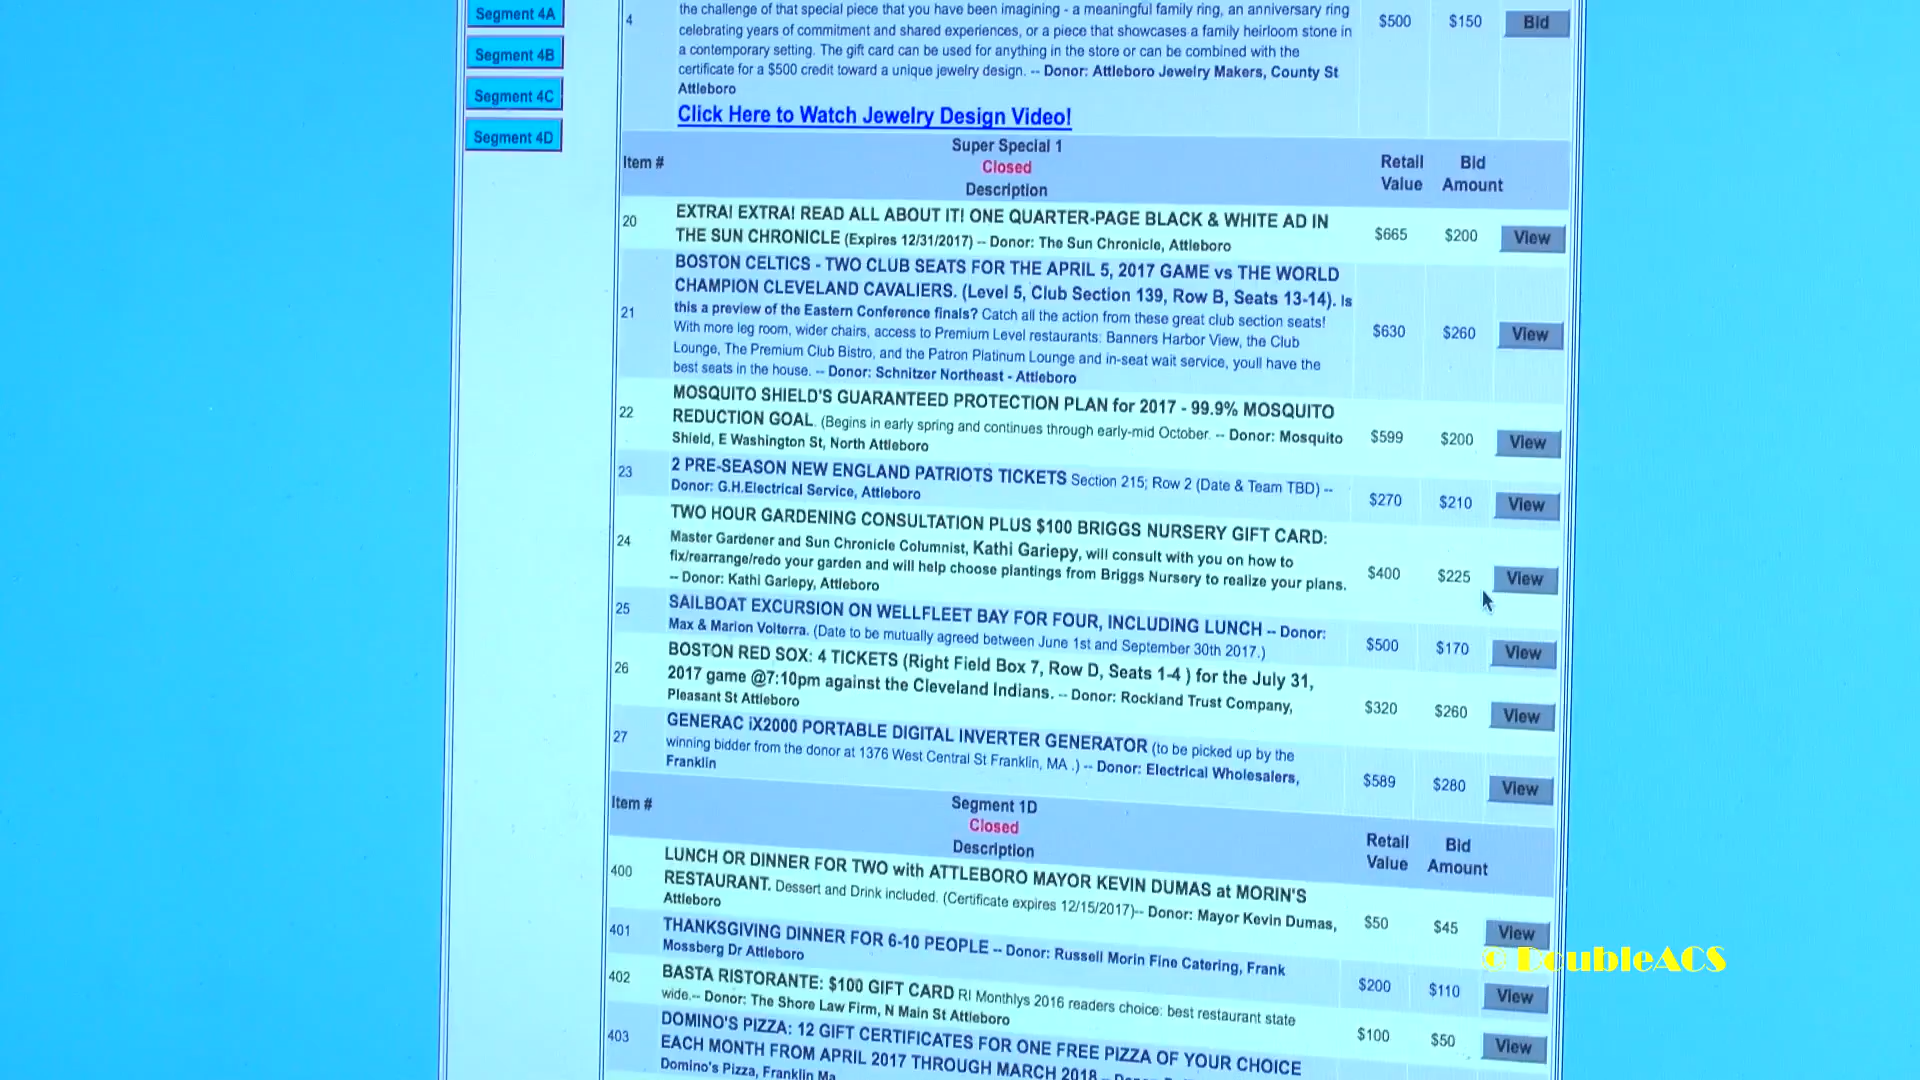 Segment 4A
Segment 4B
Segment 4C
Segment 4D
4
the challenge of that special piece that you have been imagining - a meaningful family ring, an anniversary ring
celebrating years of commitment and shared experiences, or a piece that showcases a family heirloom stone in
a contemporary setting. The gift card can be used for anything in the store or can be combined with the
certificate for a $500 credit toward a unique jewelry design. -- Donor: Attleboro Jewelry Makers, County St
Attleboro
$500 $150 Bid
Click Here to Watch Jewelry Design Video!
Item #
Super Special 1
Closed
Description
Retail Value
Bid Amount
20
EXTRA! EXTRA! READ ALL ABOUT IT! ONE QUARTER-PAGE BLACK & WHITE AD IN
THE SUN CHRONICLE (Expires 12/31/2017) -- Donor: The Sun Chronicle, Attleboro
$665 $200 View
21
BOSTON CELTICS - TWO CLUB SEATS FOR THE APRIL 5, 2017 GAME vs THE WORLD
CHAMPION CLEVELAND CAVALIERS. (Level 5, Club Section 139, Row B, Seats 13-14). Is
this a preview of the Eastern Conference finals? Catch all the action from these great club section seats!
With more leg room, wider chairs, access to Premium Level restaurants: Banners Harbor View, the Club
Lounge, The Premium Club Bistro, and the Patron Platinum Lounge and in-seat wait service, youll have the
best seats in the house. -- Donor: Schnitzer Northeast - Attleboro
$630 $260 View
22
MOSQUITO SHIELD'S GUARANTEED PROTECTION PLAN for 2017 - 99.9% MOSQUITO
REDUCTION GOAL. (Begins in early spring and continues through early-mid October. -- Donor: Mosquito
Shield, E Washington St, North Attleboro
$599 $200 View
23
2 PRE-SEASON NEW ENGLAND PATRIOTS TICKETS Section 215; Row 2 (Date & Team TBD) --
Donor: G.H.Electrical Service, Attleboro
$270 $210 View
24
TWO HOUR GARDENING CONSULTATION PLUS $100 BRIGGS NURSERY GIFT CARD:
Master Gardener and Sun Chronicle Columnist, Kathi Gariepy, will consult with you on how to
fix/rearrange/redo your garden and will help choose plantings from Briggs Nursery to realize your plans.
-- Donor: Kathi Gariepy, Attleboro
$400 $225 View
25
SAILBOAT EXCURSION ON WELLFLEET BAY FOR FOUR, INCLUDING LUNCH -- Donor:
Max & Marion Volterra. (Date to be mutually agreed between June 1st and September 30th 2017.)
$500 $170 View
26
BOSTON RED SOX: 4 TICKETS (Right Field Box 7, Row D, Seats 1-4 ) for the July 31,
2017 game @7:10pm against the Cleveland Indians. -- Donor: Rockland Trust Company,
Pleasant St Attleboro
$320 $260 View
27
GENERAC iX2000 PORTABLE DIGITAL INVERTER GENERATOR (to be picked up by the
winning bidder from the donor at 1376 West Central St Franklin, MA .) -- Donor: Electrical Wholesalers,
Franklin
$589 $280 View
Item #
Segment 1D
Closed
Description
Retail Value
Bid Amount
400
LUNCH OR DINNER FOR TWO with ATTLEBORO MAYOR KEVIN DUMAS at MORIN'S
RESTAURANT. Dessert and Drink included. (Certificate expires 12/15/2017)-- Donor: Mayor Kevin Dumas,
Attleboro
$50 $45 View
401
THANKSGIVING DINNER FOR 6-10 PEOPLE -- Donor: Russell Morin Fine Catering, Frank
Mossberg Dr Attleboro
$200 $110 View
402
BASTA RISTORANTE: $100 GIFT CARD RI Monthlys 2016 readers choice: best restaurant state
wide.-- Donor: The Shore Law Firm, N Main St Attleboro
$100 $50 View
403
DOMINO'S PIZZA: 12 GIFT CERTIFICATES FOR ONE FREE PIZZA OF YOUR CHOICE
EACH MONTH FROM APRIL 2017 THROUGH MARCH 2018
Domino's Pizza, Franklin Ma
© DoubleACS